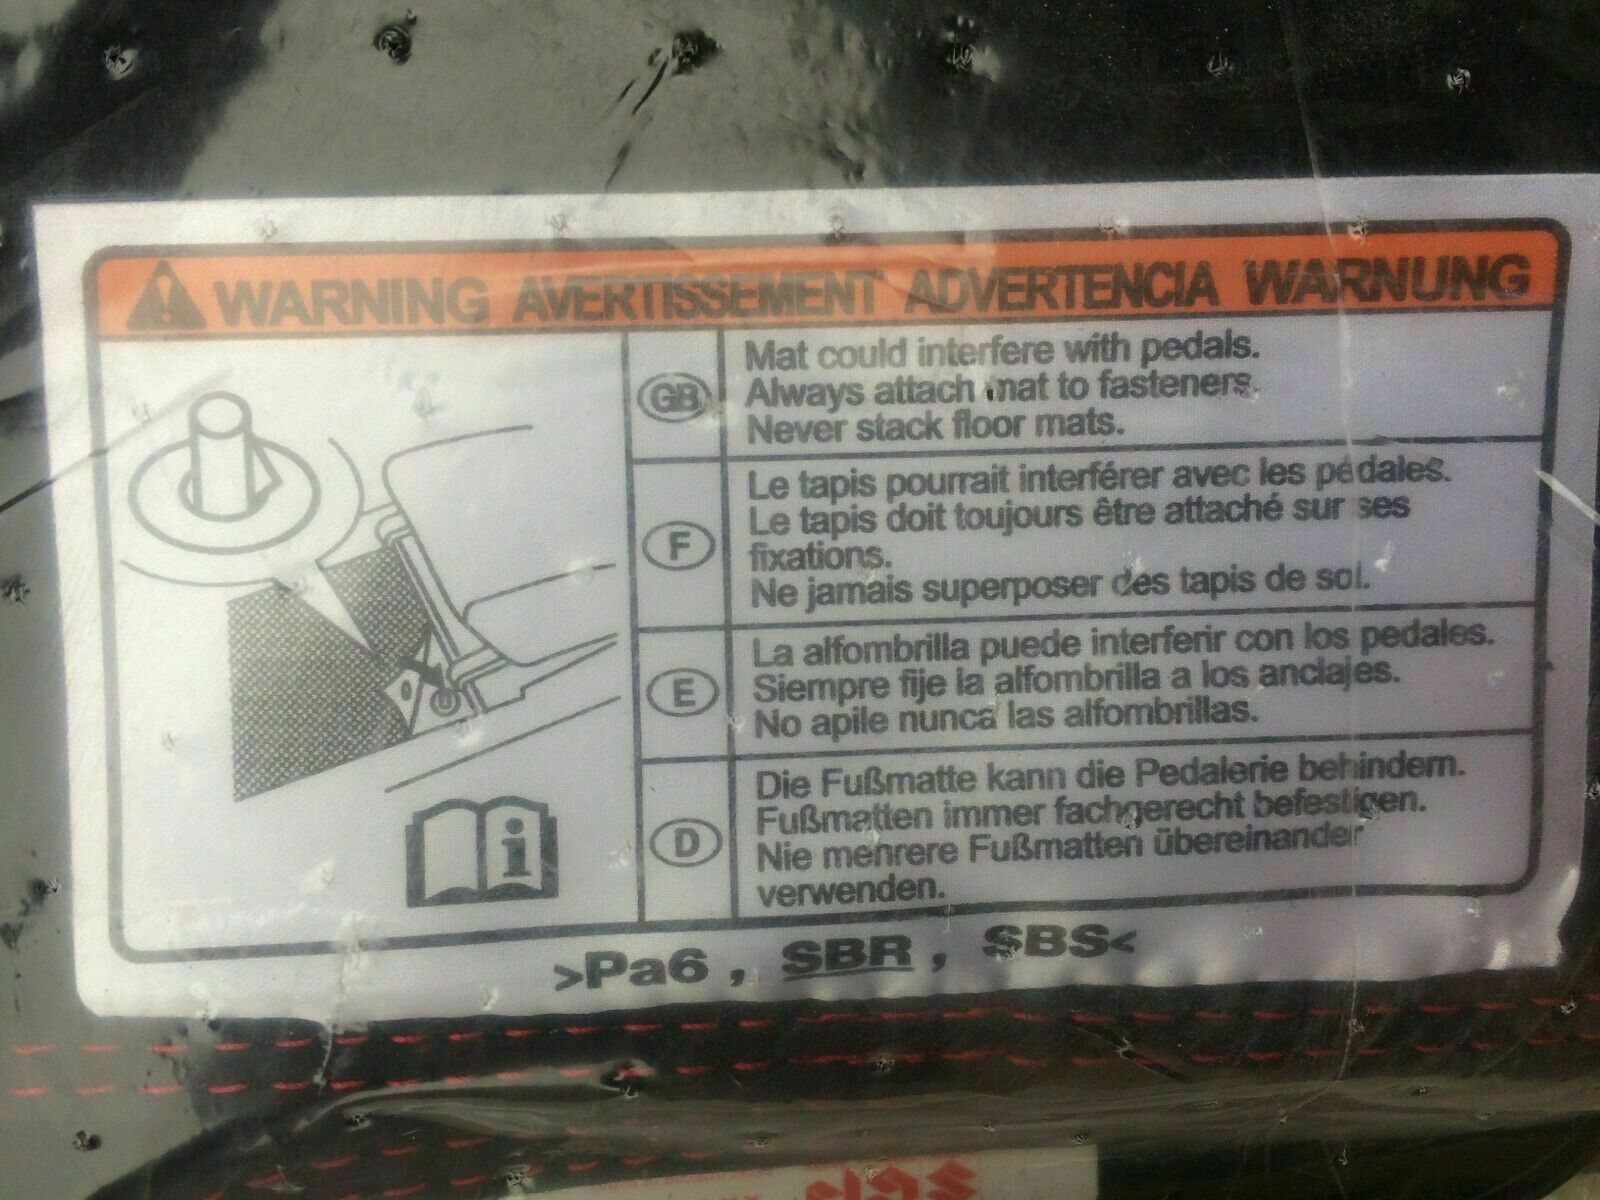 WARNING AVERTISSEMENT ADVERTENCIA WARNUNG
GB
Mat could interfere with pedals.
Always attach mat to fasteners.
Never stack floor mats.
F
Le tapis pourrait interférer avec les pédales.
Le tapis doit toujours être attaché sur ses
fixations.
Ne jamais superposer des tapis de sol.
E
La alfombrilla puede interferir con los pedales.
Siempre fije la alfombrilla a los anclajes.
No apile nunca las alfombrillas.
D
Die Fußmatte kann die Pedalerie behindern.
Fußmatten immer fachgerecht befestigen.
Nie mehrere Fußmatten übereinander
verwenden.
i
>Pa6 , SBR , SBS<